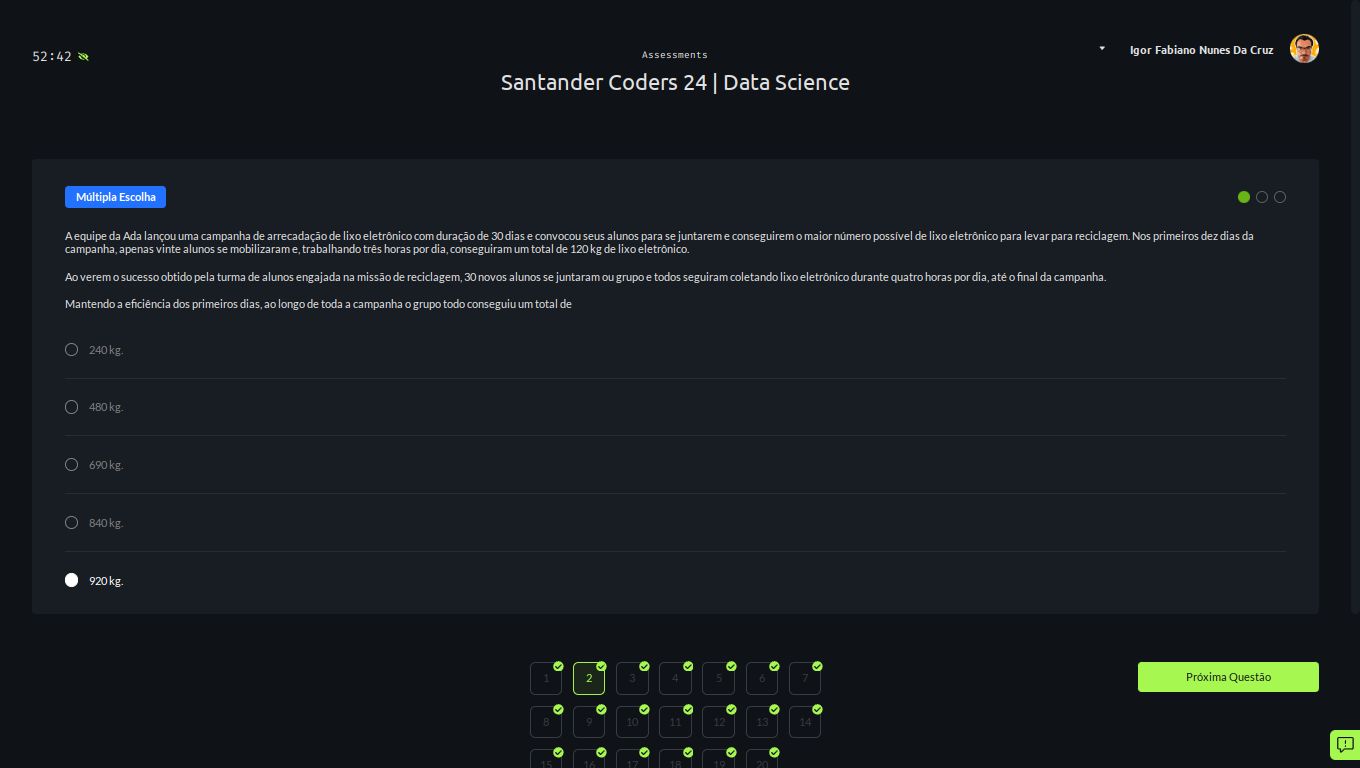 52:42
Assessments
Igor Fabiano Nunes Da Cruz
Santander Coders 24 | Data Science
Múltipla Escolha
A equipe da Ada lançou uma campanha de arrecadação de lixo eletrônico com duração de 30 dias e convocou seus alunos para se juntarem e conseguirem o maior número possível de lixo eletrônico para levar para reciclagem. Nos primeiros dez dias da
campanha, apenas vinte alunos se mobilizaram e, trabalhando três horas por dia, conseguiram um total de 120 kg de lixo eletrônico.
Ao verem o sucesso obtido pela turma de alunos engajada na missão de reciclagem, 30 novos alunos se juntaram ou grupo e todos seguiram coletando lixo eletrônico durante quatro horas por dia, até o final da campanha.
Mantendo a eficiência dos primeiros dias, ao longo de toda a campanha o grupo todo conseguiu um total de
240 kg.
480 kg.
690 kg.
840 kg.
920 kg.
1 2 3 4 5 6 7
Próxima Questão
8 9 10 11 12 13 14
15 16 17 18 19 20